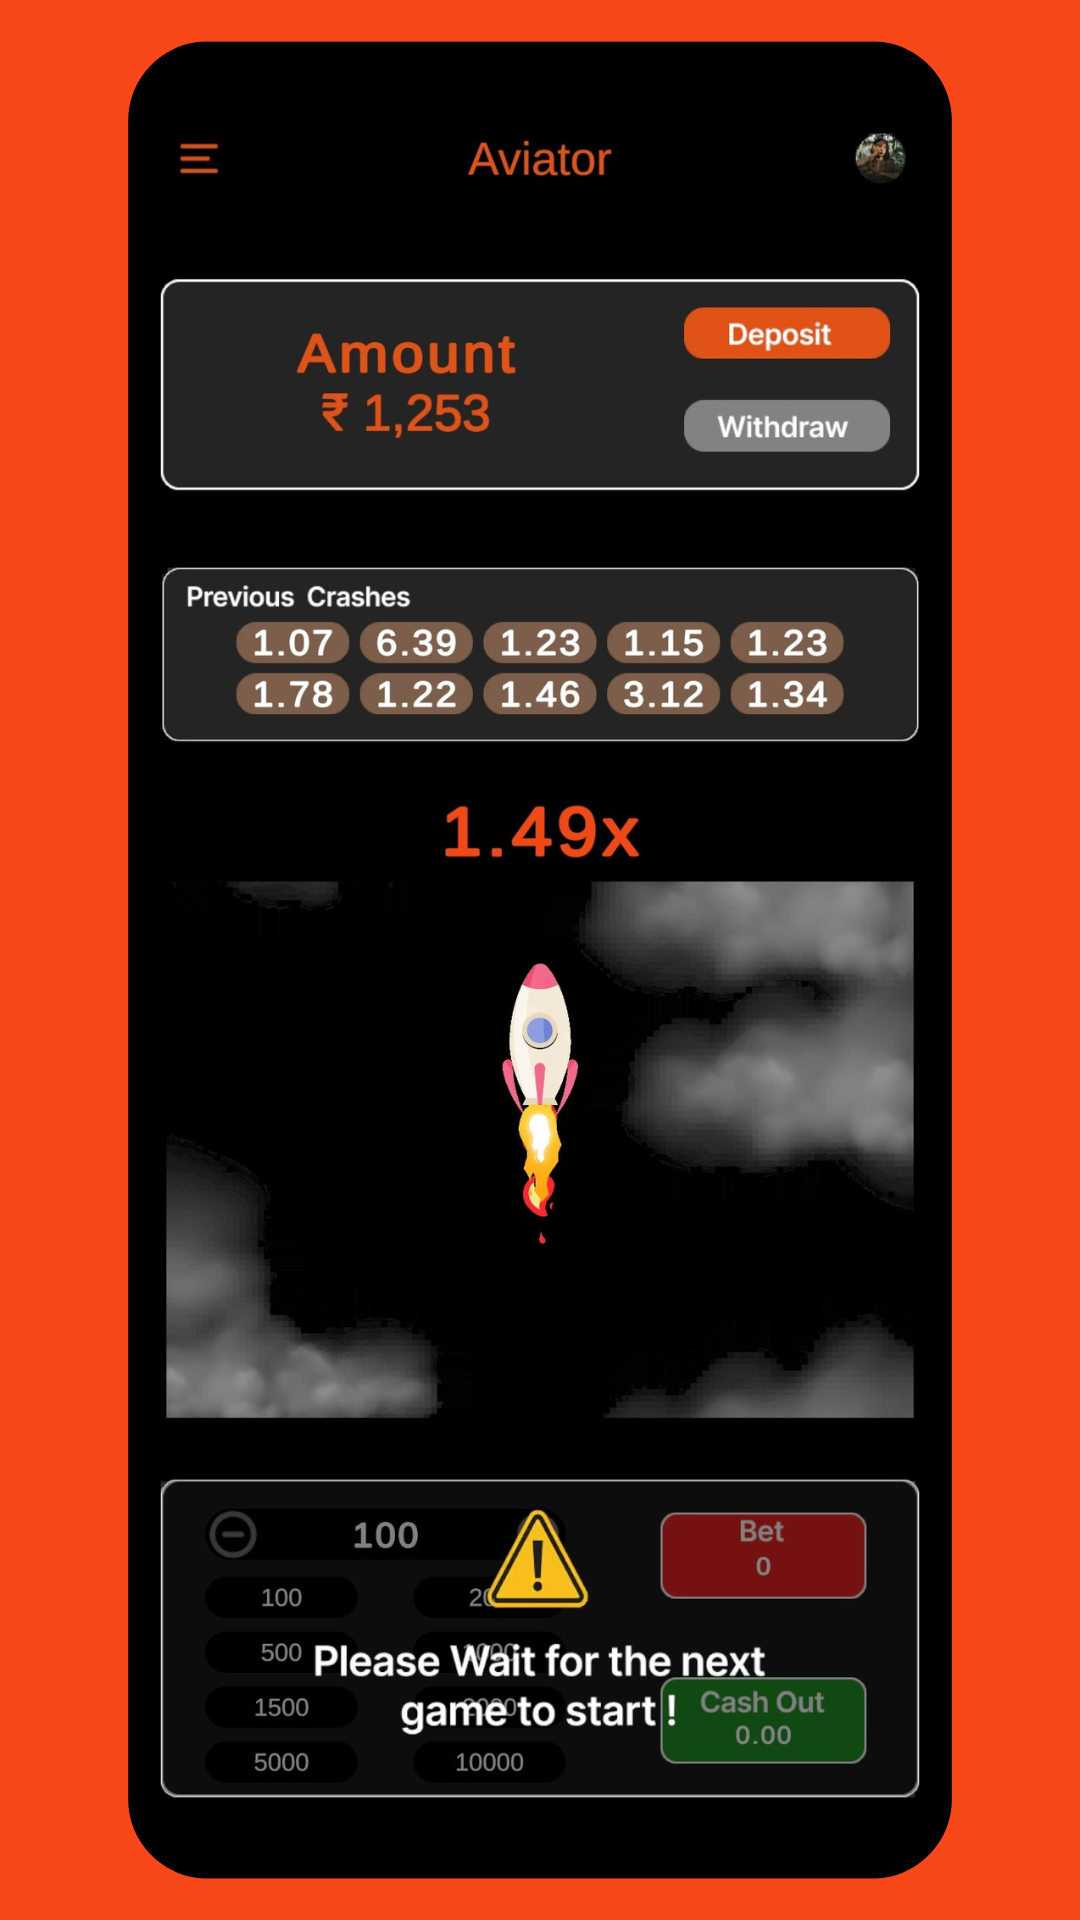 Aviator
Amount
₹ 1,253
Deposit
Withdraw
Previous Crashes
1.07 6.39 1.23 1.15 1.23
1.78 1.22 1.46 3.12 1.34
1.49x
100
Bet
0
100
500
1000
Please Wait for the next
game to start !
1500
2000
Cash Out
0.00
5000 10000